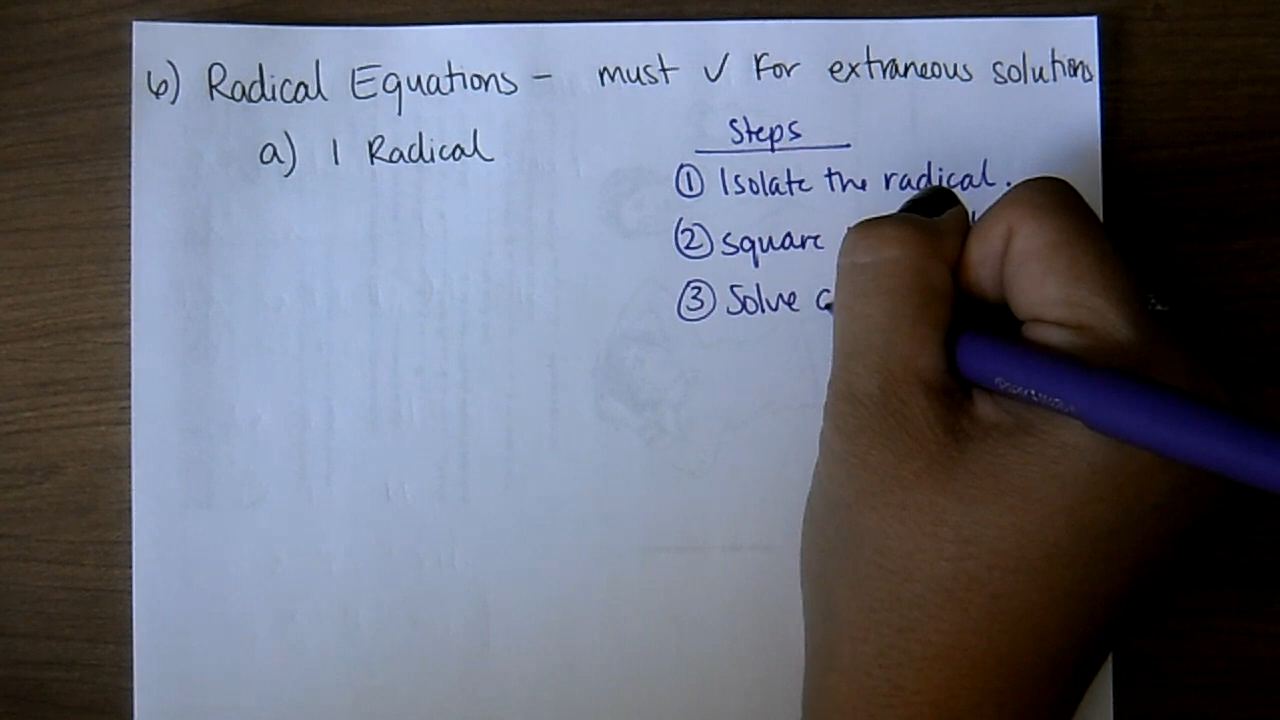 6) Radical Equations - must ✓ For extraneous solutions
a) 1 Radical
Steps
① Isolate the radical.
② square
③ Solve